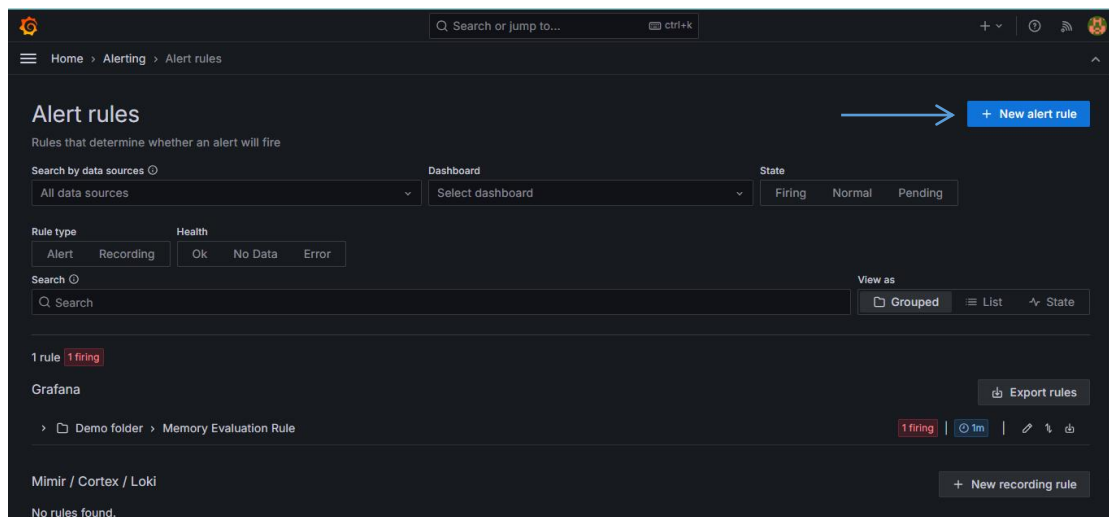 Search or jump to... ctrl+k
Home > Alerting > Alert rules
Alert rules
+ New alert rule
Rules that determine whether an alert will fire
Search by data sources Dashboard State
All data sources Select dashboard Firing Normal Pending
Rule type Health
Alert Recording Ok No Data Error
Search View as
Search Grouped List State
1 rule 1 firing
Grafana Export rules
> Demo folder > Memory Evaluation Rule 1 firing | 1m |
Mimir / Cortex / Loki + New recording rule
No rules found.